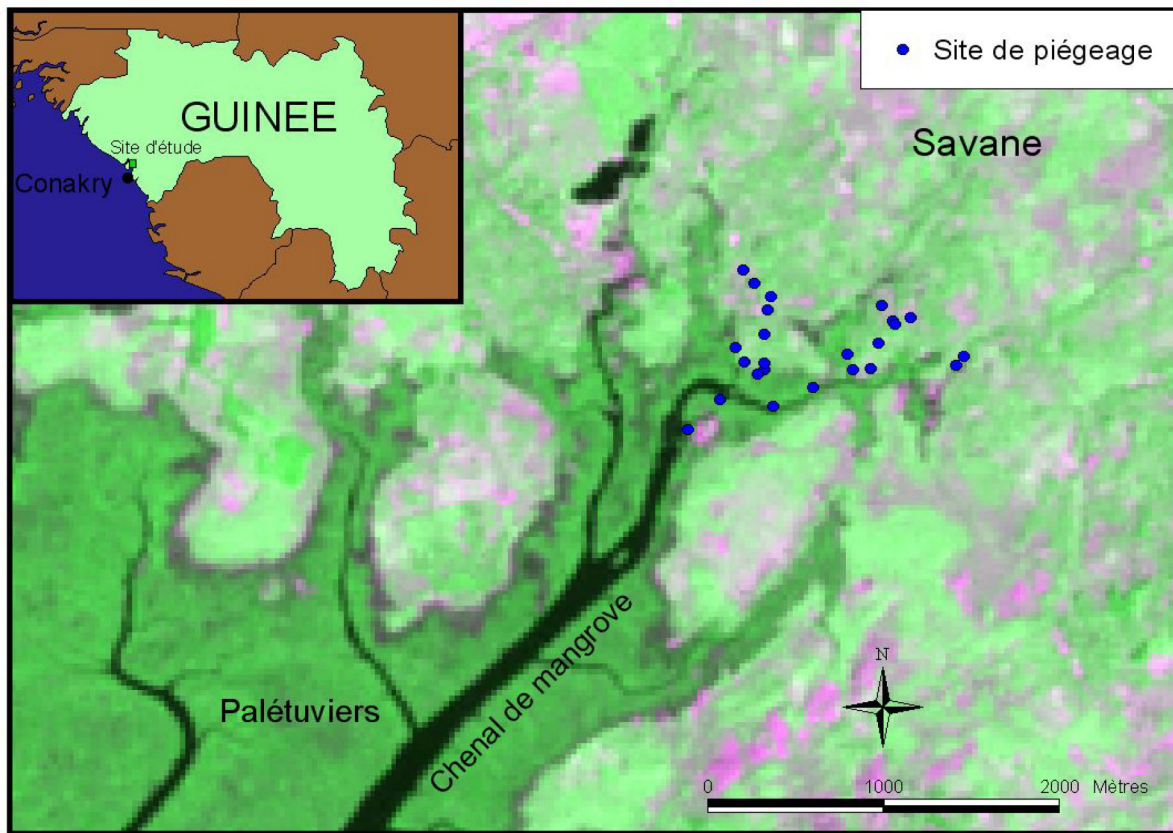 GUINEE
Site d'étude
Conakry
Site de piégeage
Savane
Palétuviers
Chenal de mangrove
N
0 1000 2000 Mètres